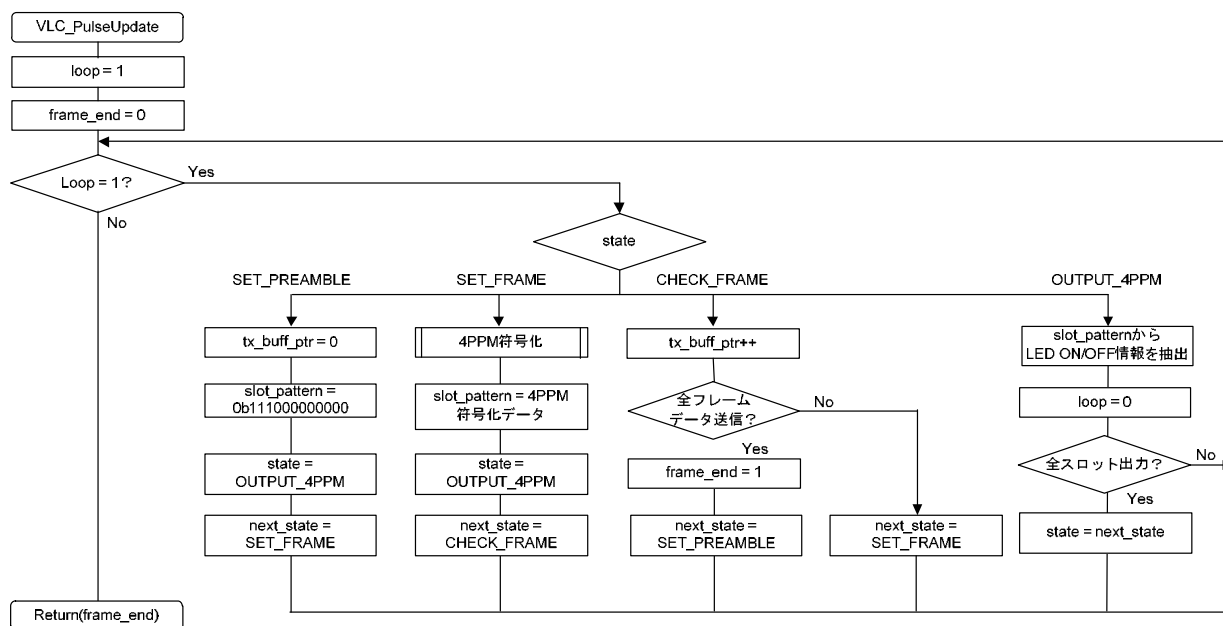 VLC_PulseUpdate
loop = 1
frame_end = 0
Loop = 1?
Yes
No
state
SET_PREAMBLE
SET_FRAME
CHECK_FRAME
OUTPUT_4PPM
tx_buff_ptr = 0
slot_pattern =
0b111000000000
state =
OUTPUT_4PPM
next_state =
SET_FRAME
4PPM符号化
slot_pattern = 4PPM
符号化データ
state =
OUTPUT_4PPM
next_state =
CHECK_FRAME
tx_buff_ptr++
全フレーム
データ送信?
No
Yes
frame_end = 1
next_state =
SET_PREAMBLE
next_state =
SET_FRAME
slot_patternから
LED ON/OFF情報を抽出
loop = 0
全スロット出力?
No
Yes
state = next_state
Return(frame_end)